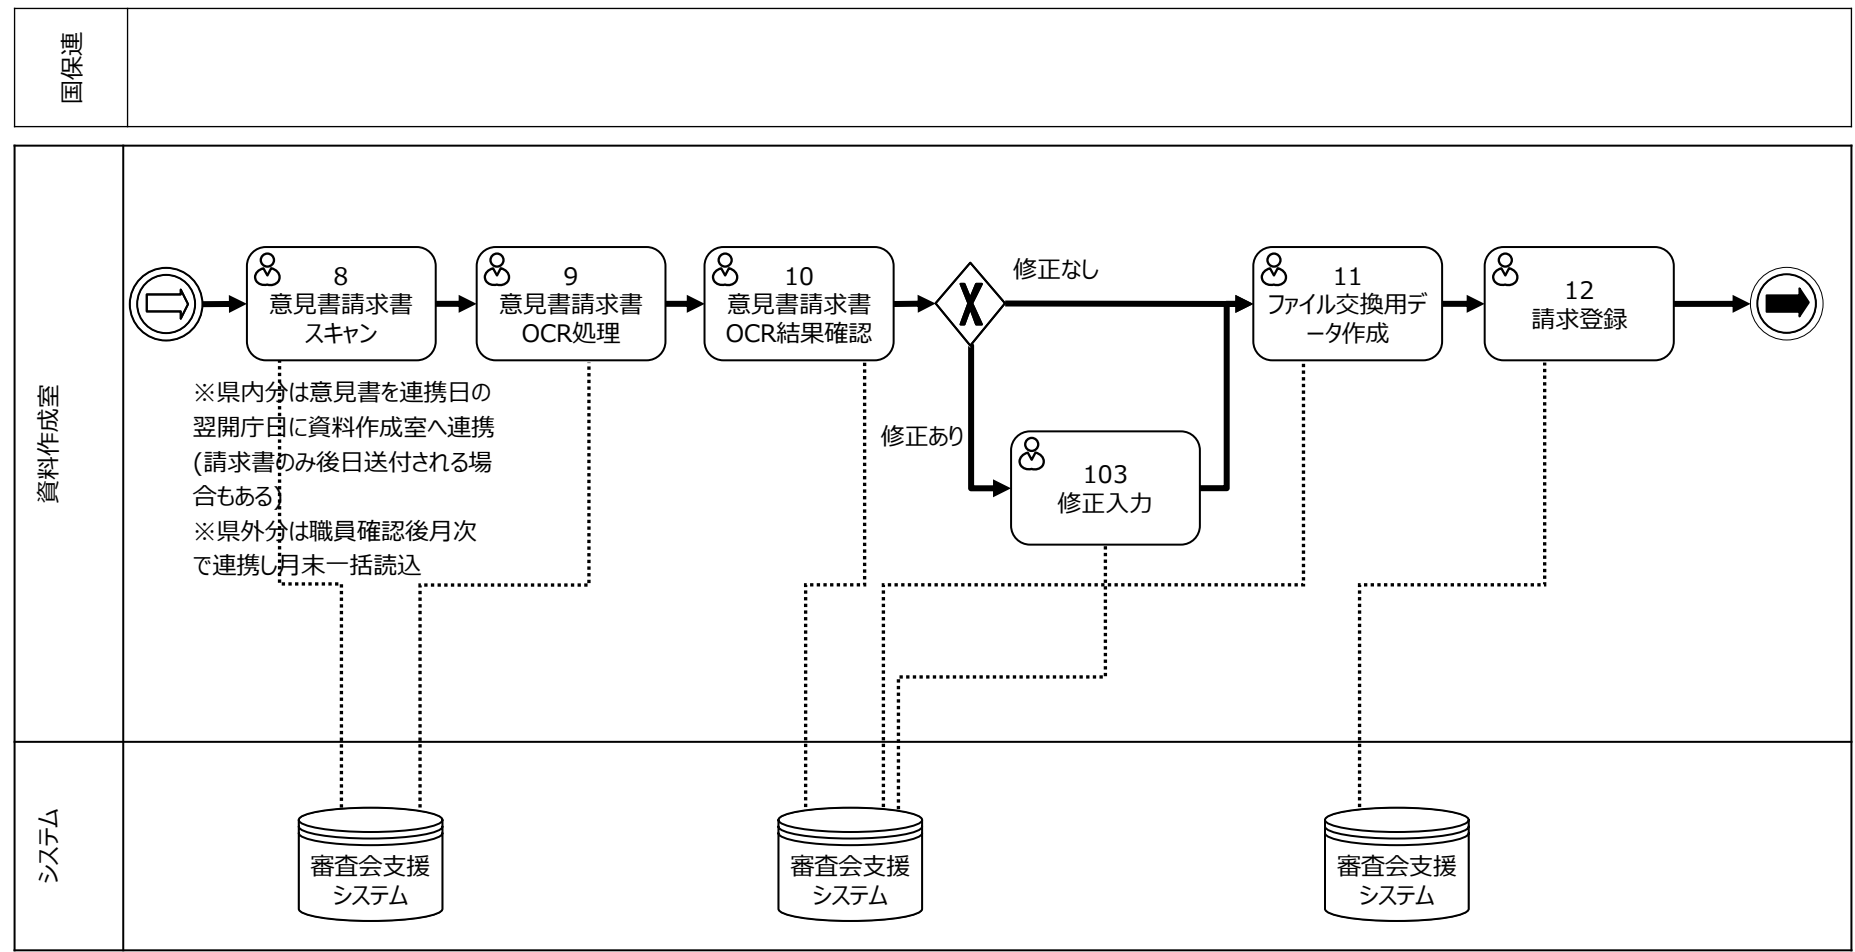 国保連
資料作成室
8
意見書請求書
スキャン
9
意見書請求書
OCR処理
10
意見書請求書
OCR結果確認
修正なし
11
ファイル交換用デ
ータ作成
12
請求登録
※県内分は意見書を連携日の
翌開庁日に資料作成室へ連携
(請求書のみ後日送付される場
合もある)
※県外分は職員確認後月次
で連携し月末一括読込
修正あり
103
修正入力
システム
審査会支援
システム
審査会支援
システム
審査会支援
システム